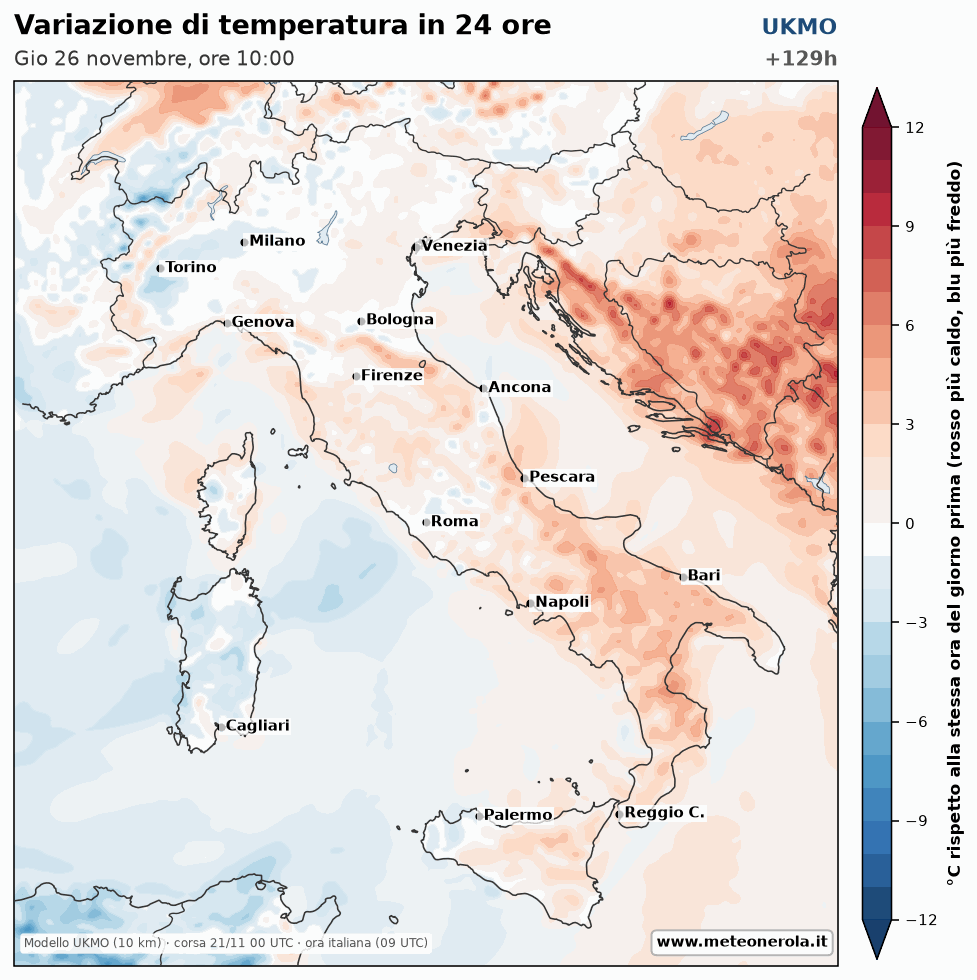 Variazione di temperatura in 24 ore
UKMO
Gio 26 novembre, ore 10:00
+129h
Milano
Venezia
Torino
Genova
Bologna
Firenze
Ancona
Pescara
Roma
Bari
Napoli
Cagliari
Palermo
Reggio C.
12
9
6
3
0
−3
−6
−9
−12
°C rispetto alla stessa ora del giorno prima (rosso più caldo, blu più freddo)
Modello UKMO (10 km) · corsa 21/11 00 UTC · ora italiana (09 UTC)
www.meteonerola.it